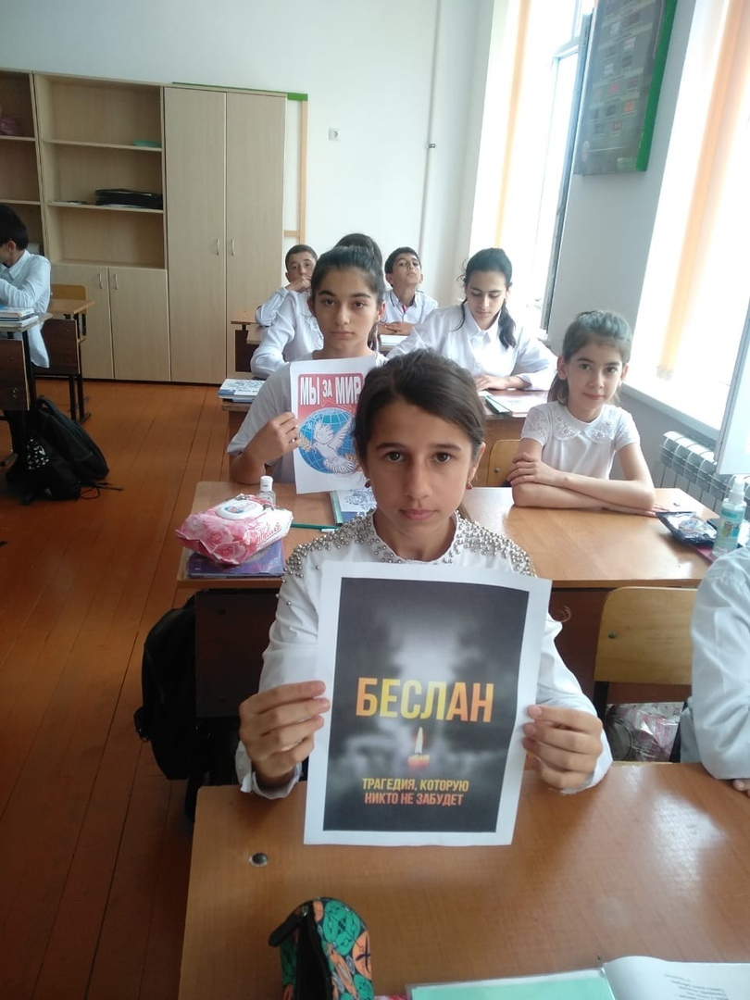 МЫ ЗА МИР
БЕСЛАН
ТРАГЕДИЯ, КОТОРУЮ
НИКТО НЕ ЗАБУДЕТ